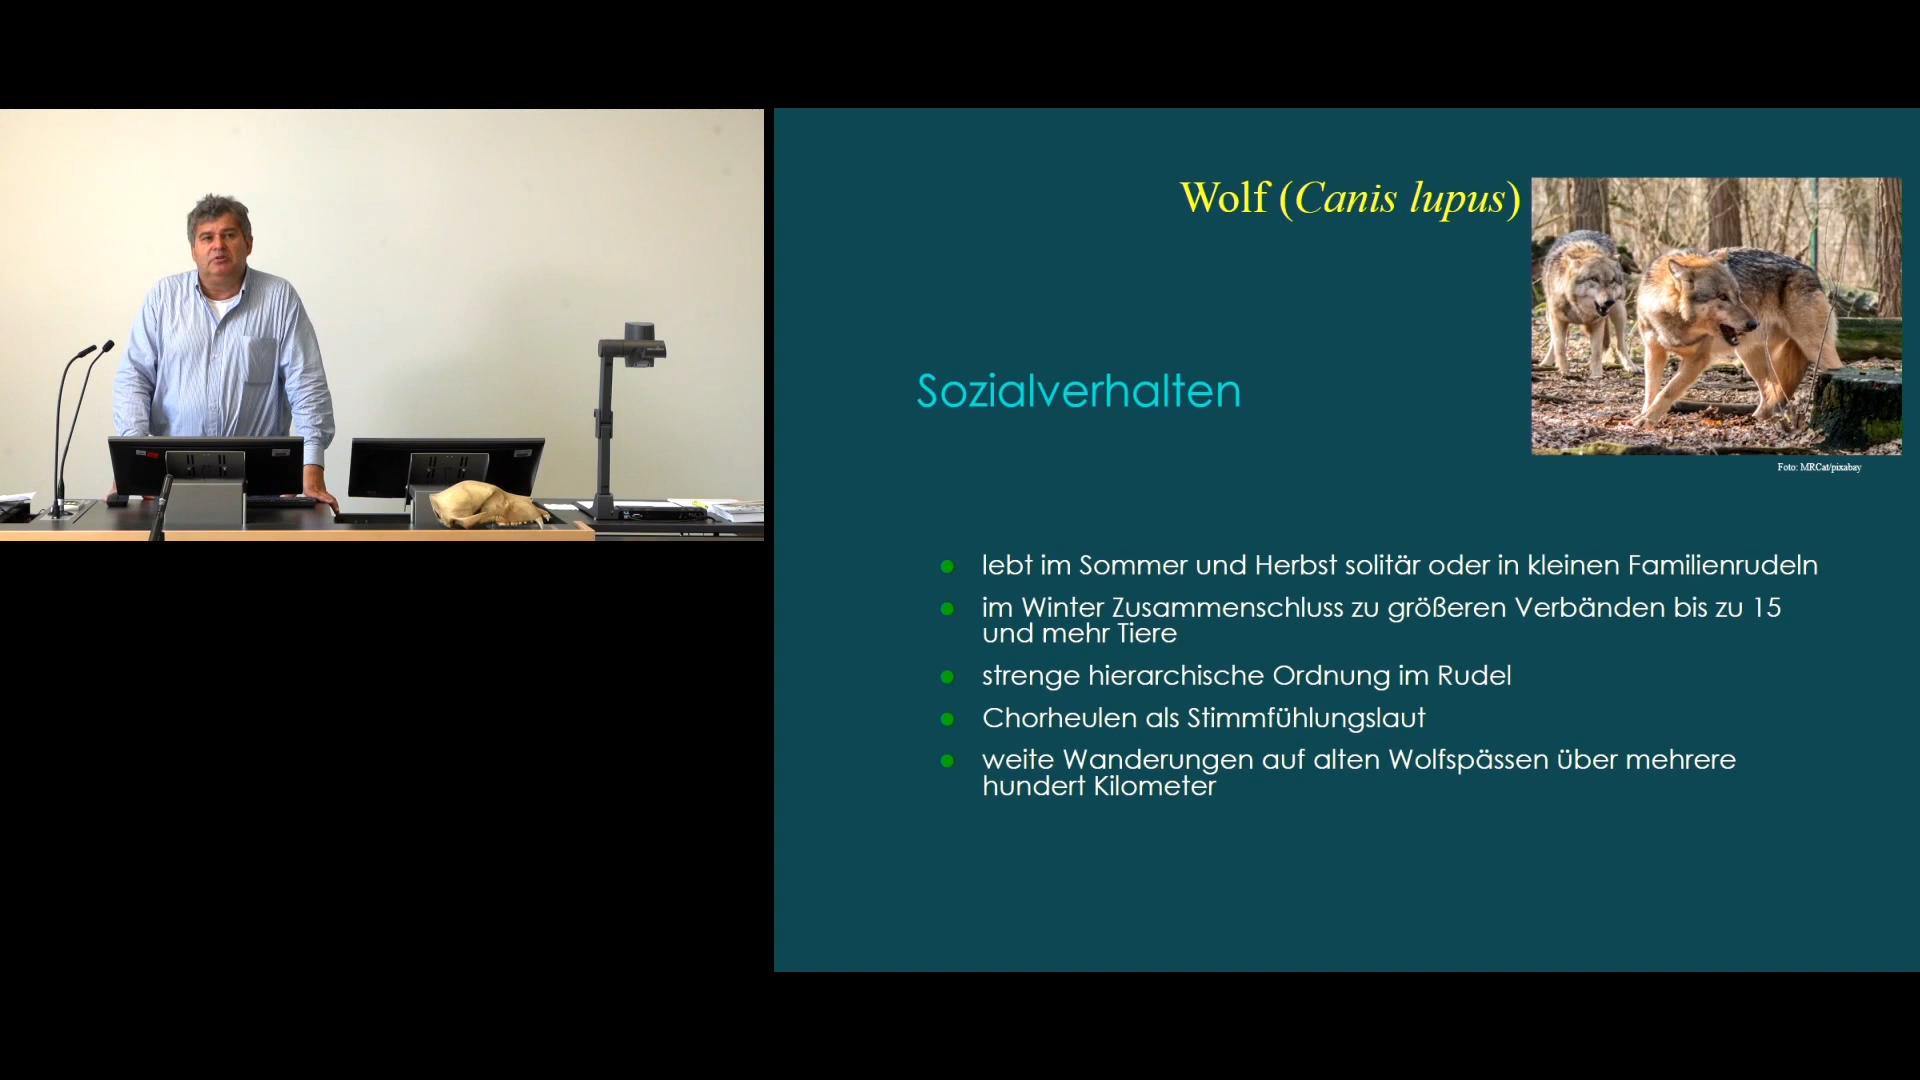 Wolf (Canis lupus)
Foto: MRCat/pixabay
Sozialverhalten
lebt im Sommer und Herbst solitär oder in kleinen Familienrudeln
im Winter Zusammenschluss zu größeren Verbänden bis zu 15
und mehr Tiere
strenge hierarchische Ordnung im Rudel
Chorheulen als Stimmfühlungslaut
weite Wanderungen auf alten Wolfspässen über mehrere
hundert Kilometer